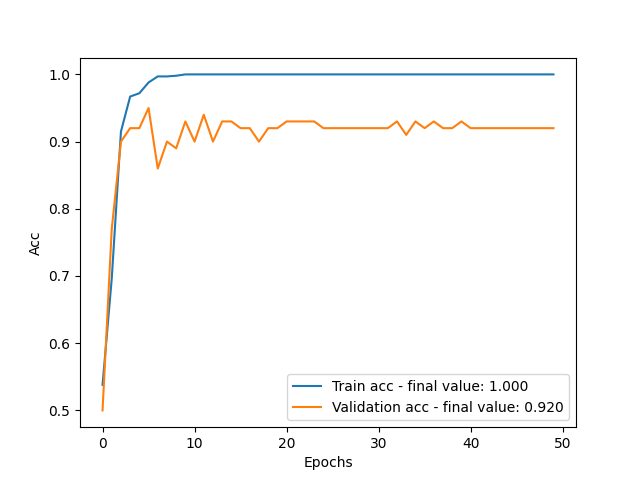 1.0
0.9
0.8
0.7
0.6
0.5
Acc
0 10 20 30 40 50
Epochs
Train acc - final value: 1.000
Validation acc - final value: 0.920